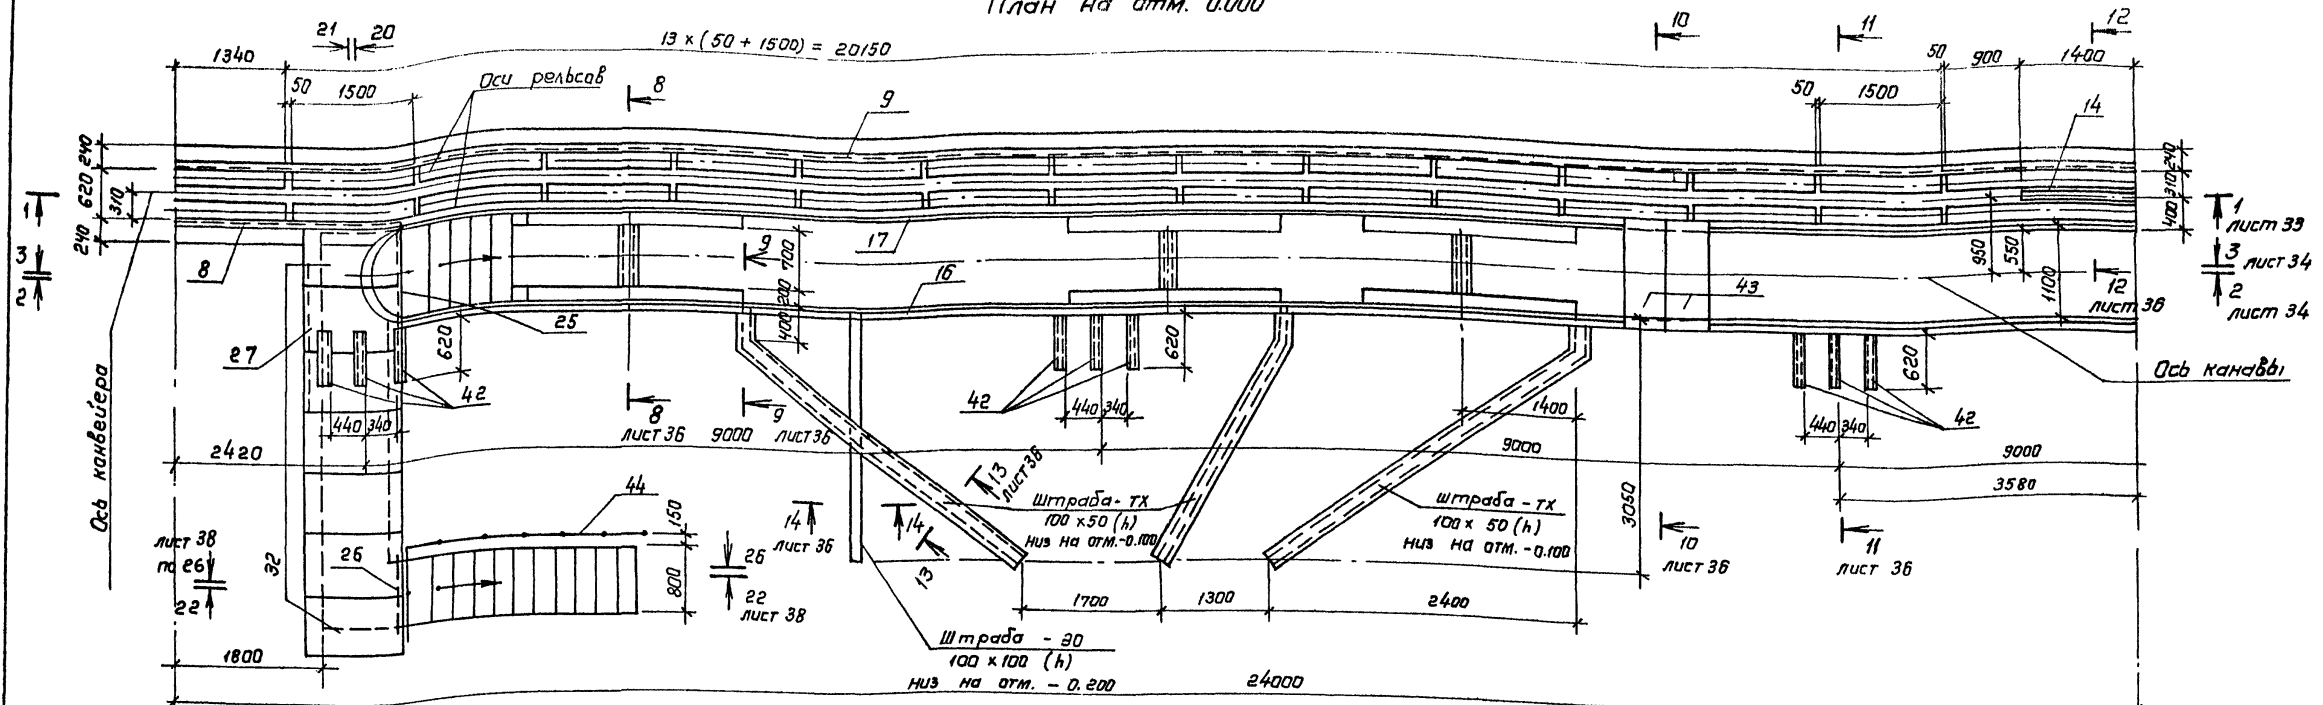 План на отм. 0.000
21 20
10
11
12
1340
13 x (50 + 1500) = 20150
50
900
1400
Оси рельсов
50
1500
8
9
50
1500
14
240
620
310
240
240
310
400
1
1
лист 33
3
2
3 лист 34
2
лист 34
8
17
9
700
200
400
16
950
550
1100
12
лист 36
43
25
27
620
620
620
42
440 340
42
440 340
1400
440 340
42
Ось канавы
Ось канвейера
8
лист 36
9
лист 36
2420
9000
9000
9000
3580
44
150
800
13
лист 36
14
лист 36
14
13
штраба - тх
100 x 50 (h)
низ на отм. -0.100
штраба - тх
100 x 50 (h)
низ на отм. -0.100
3050
10
лист 36
11
лист 36
лист 38
по 26
22
32
26
26
22
лист 38
1700
1300
2400
Штраба - ЭО
100 x 100 (h)
низ на отм. - 0.200
1800
24000